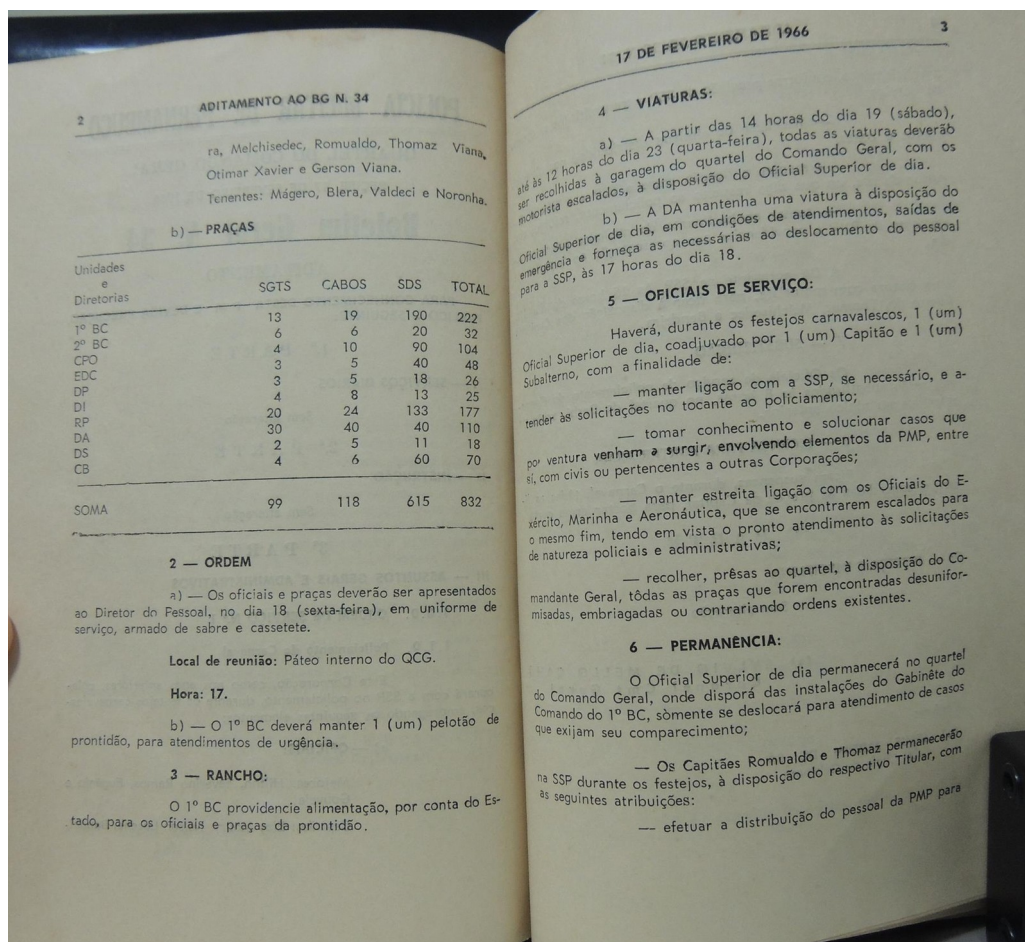 2 ADITAMENTO AO BG N. 34
ra, Melchisedec, Romualdo, Thomaz Viana,
Otimar Xavier e Gerson Viana.
Tenentes: Mágero, Blera, Valdeci e Noronha.
b) — PRAÇAS
Unidades
e
Diretorias SGTS CABOS SDS TOTAL
1º BC 13 19 190 222
2º BC 6 6 20 32
CPO 4 10 90 104
EDC 3 5 40 48
DP 3 5 18 26
DI 4 8 13 25
RP 20 24 133 177
DA 30 40 40 110
DS 2 5 11 18
CB 4 6 60 70
SOMA 99 118 615 832
2 — ORDEM
a) — Os oficiais e praças deverão ser apresentados
ao Diretor do Pessoal, no dia 18 (sexta-feira), em uniforme de
serviço, armado de sabre e cassetete.
Local de reunião: Páteo interno do QCG.
Hora: 17.
b) — O 1º BC deverá manter 1 (um) pelotão de
prontidão, para atendimentos de urgência.
3 — RANCHO:
O 1º BC providencie alimentação, por conta do Es-
tado, para os oficiais e praças da prontidão.
17 DE FEVEREIRO DE 1966 3
4 — VIATURAS:
a) — A partir das 14 horas do dia 19 (sábado),
até às 12 horas do dia 23 (quarta-feira), todas as viaturas deverãb
ser recolhidas à garagem do quartel do Comando Geral, com os
motorista escalados, à disposição do Oficial Superior de dia.
b) — A DA mantenha uma viatura à disposição do
Oficial Superior de dia, em condições de atendimentos, saídas de
emergência e forneça as necessárias ao deslocamento do pessoal
para a SSP, às 17 horas do dia 18.
5 — OFICIAIS DE SERVIÇO:
Haverá, durante os festejos carnavalescos, 1 (um)
Oficial Superior de dia, coadjuvado por 1 (um) Capitão e 1 (um)
Subalterno, com a finalidade de:
— manter ligação com a SSP, se necessário, e a-
tender às solicitações no tocante ao policiamento;
— tomar conhecimento e solucionar casos que
por ventura venham a surgir, envolvendo elementos da PMP, entre
sí, com civis ou pertencentes a outras Corporações;
— manter estreita ligação com os Oficiais do E-
xército, Marinha e Aeronáutica, que se encontrarem escalados para
o mesmo fim, tendo em vista o pronto atendimento às solicitações
de natureza policiais e administrativas;
— recolher, prêsas ao quartel, à disposição do Co-
mandante Geral, tôdas as praças que forem encontradas desunifor-
misadas, embriagadas ou contrariando ordens existentes.
6 — PERMANÊNCIA:
O Oficial Superior de dia permanecerá no quartel
do Comando Geral, onde disporá das instalações do Gabinête do
Comando do 1º BC, sòmente se deslocará para atendimento de casos
que exijam seu comparecimento;
— Os Capitães Romualdo e Thomaz permanecerão
na SSP durante os festejos, à disposição do respectivo Titular, com
às seguintes atribuições:
— efetuar a distribuição do pessoal da PMP para